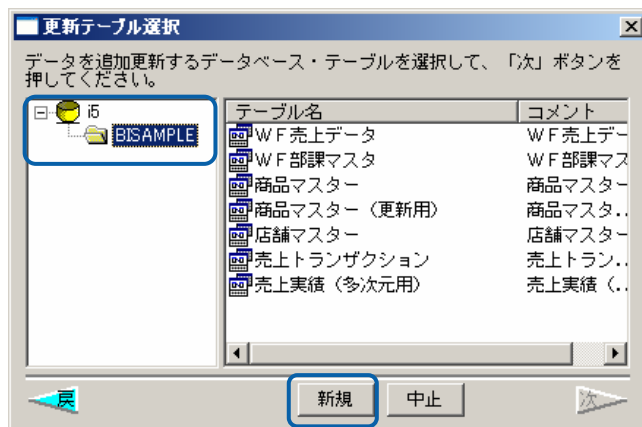 更新テーブル選択
データを追加更新するデータベース・テーブルを選択して、「次」ボタンを
押してください。
i5
BISAMPLE
テーブル名 コメント
WF売上データ WF売上デー
WF部課マスタ WF部課マス
商品マスター 商品マスター
商品マスター（更新用） 商品マスタ..
店舗マスター 店舗マスター
売上トランザクション 売上トラン..
売上実績（多次元用） 売上実績（..
戻 新規 中止 次